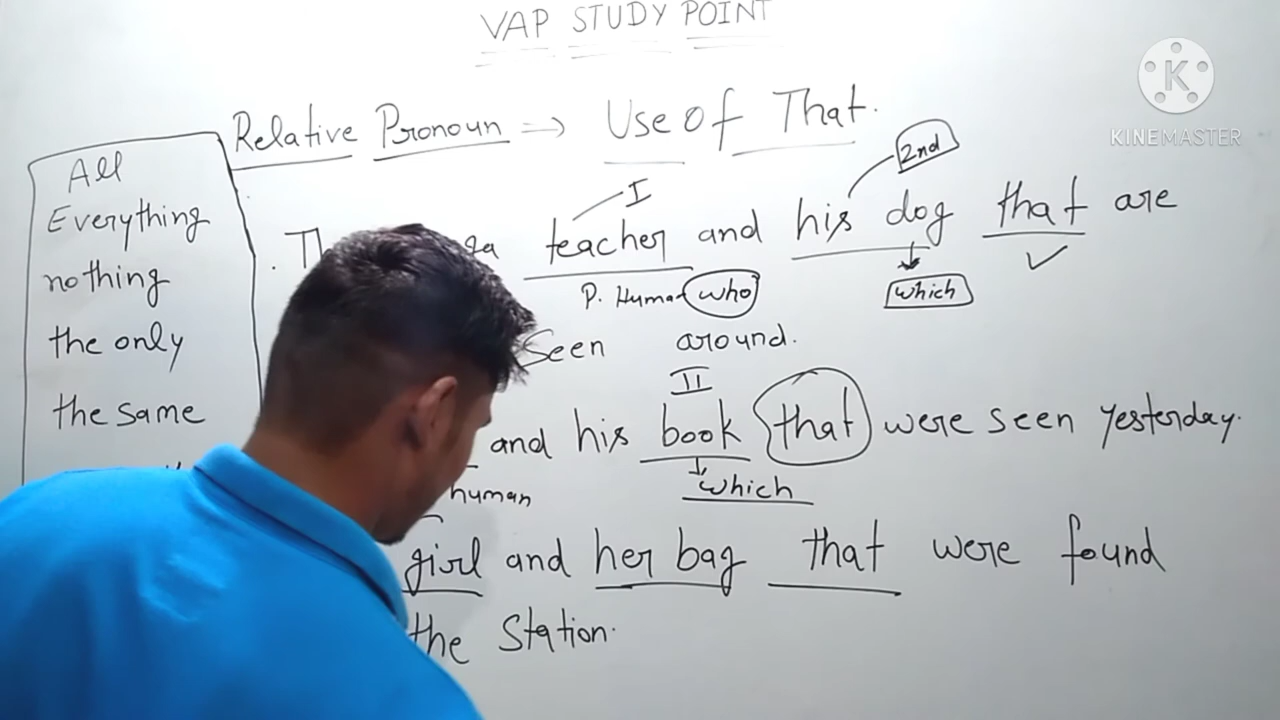 VAP STUDY POINT
KINEMASTER
Relative Pronoun => Use Of That.
All
Everything
nothing
the only
the same
I
2nd
teacher and his dog that are
P. Human who
which
Seen around.
II
and his book that were seen yesterday.
human
which
girl and her bag that were found
the Station.